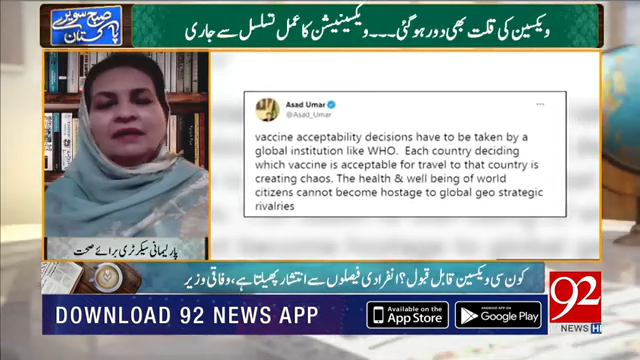 ویکسین کی قلت بھی دور ہوگئی۔۔۔ویکسینیشن کا عمل تسلسل سے جاری
صبح سویرے
پاکستان
Asad Umar
@Asad_Umar
vaccine acceptability decisions have to be taken by a
global institution like WHO. Each country deciding
which vaccine is acceptable for travel to that country is
creating chaos. The health & well being of world
citizens cannot become hostage to global geo strategic
rivalries
پارلیمانی سیکرٹری برائے صحت
کون سی ویکسین قابل قبول؟ انفرادی فیصلوں سے انتشار پھیلتا ہے، وفاقی وزیر
DOWNLOAD 92 NEWS APP
Available on the
App Store
ANDROID APP ON
Google Play
92
NEWS HD